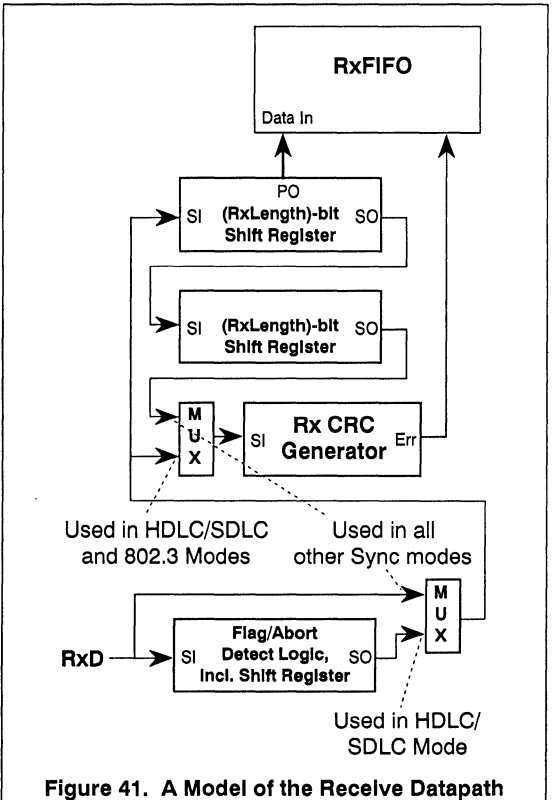 RxFIFO
Data In
PO
SI (RxLength)-bit SO
Shift Register
SI (RxLength)-bit SO
Shift Register
M
U
X
SI Rx CRC Err
Generator
Used in HDLC/SDLC
and 802.3 Modes
Used in all
other Sync modes
M
U
X
RxD
SI Flag/Abort
Detect Logic, SO
Incl. Shift Register
Used in HDLC/
SDLC Mode
Figure 41. A Model of the Receive Datapath